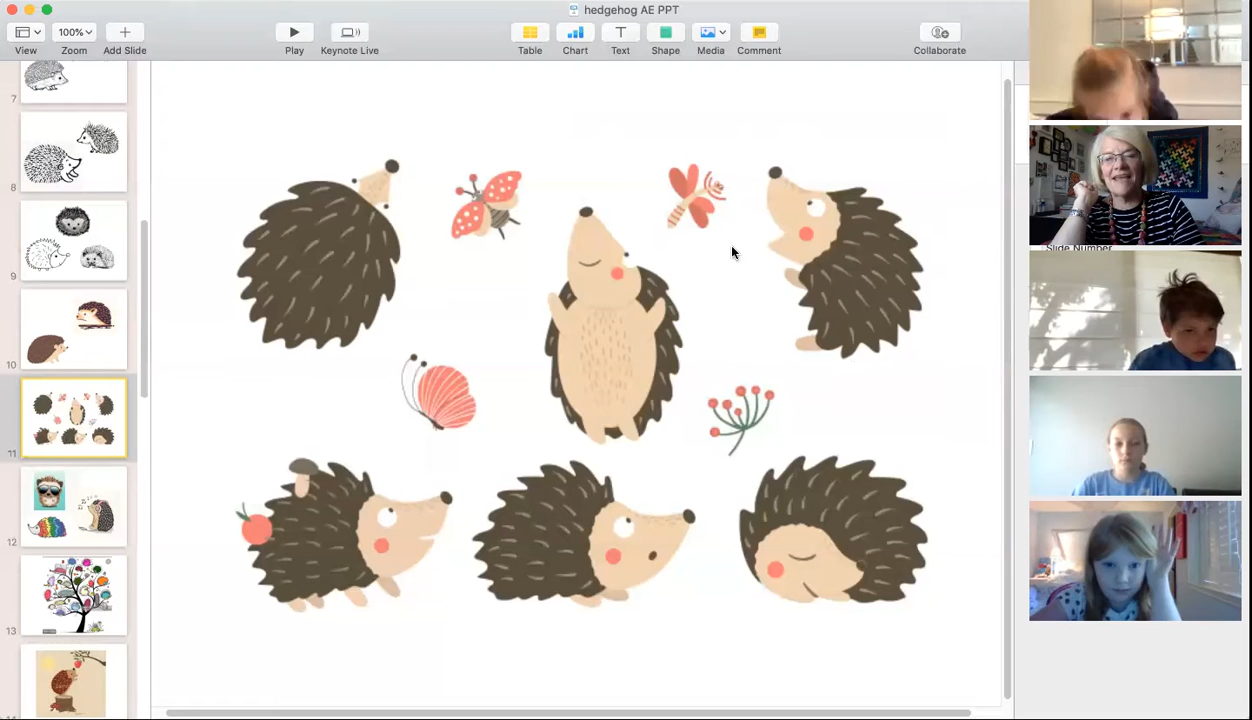 hedgehog AE PPT
100%
View
Zoom
Add Slide
Play
Keynote Live
Table
Chart
Text
Shape
Media
Comment
Collaborate
T
7
8
9
10
11
12
13
Slide Number